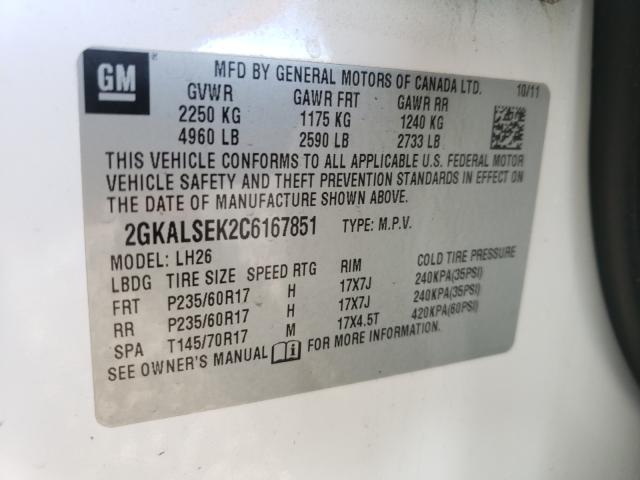 GM
MFD BY GENERAL MOTORS OF CANADA LTD. 10/11
GVWR GAWR FRT GAWR RR
2250 KG 1175 KG 1240 KG
4960 LB 2590 LB 2733 LB
THIS VEHICLE CONFORMS TO ALL APPLICABLE U.S. FEDERAL MOTOR
VEHICLE SAFETY AND THEFT PREVENTION STANDARDS IN EFFECT ON
THE DATE OF MANUFACTURE SHOWN ABOVE.
2GKALSEK2C6167851 TYPE: M.P.V.
MODEL: LH26
LBDG TIRE SIZE SPEED RTG RIM COLD TIRE PRESSURE
FRT P235/60R17 H 17X7J 240KPA(35PSI)
RR P235/60R17 H 17X7J 240KPA(35PSI)
SPA T145/70R17 M 17X4.5T 420KPA(60PSI)
SEE OWNER'S MANUAL FOR MORE INFORMATION.